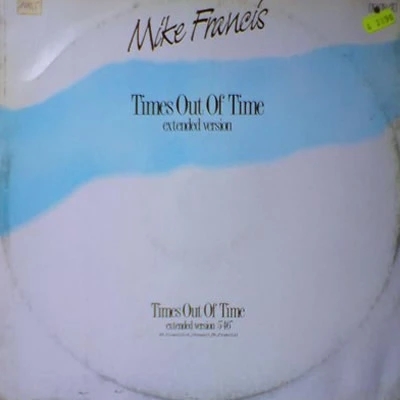 Mike Francis
Times Out Of Time
extended version
Times Out Of Time
extended version 5'46"